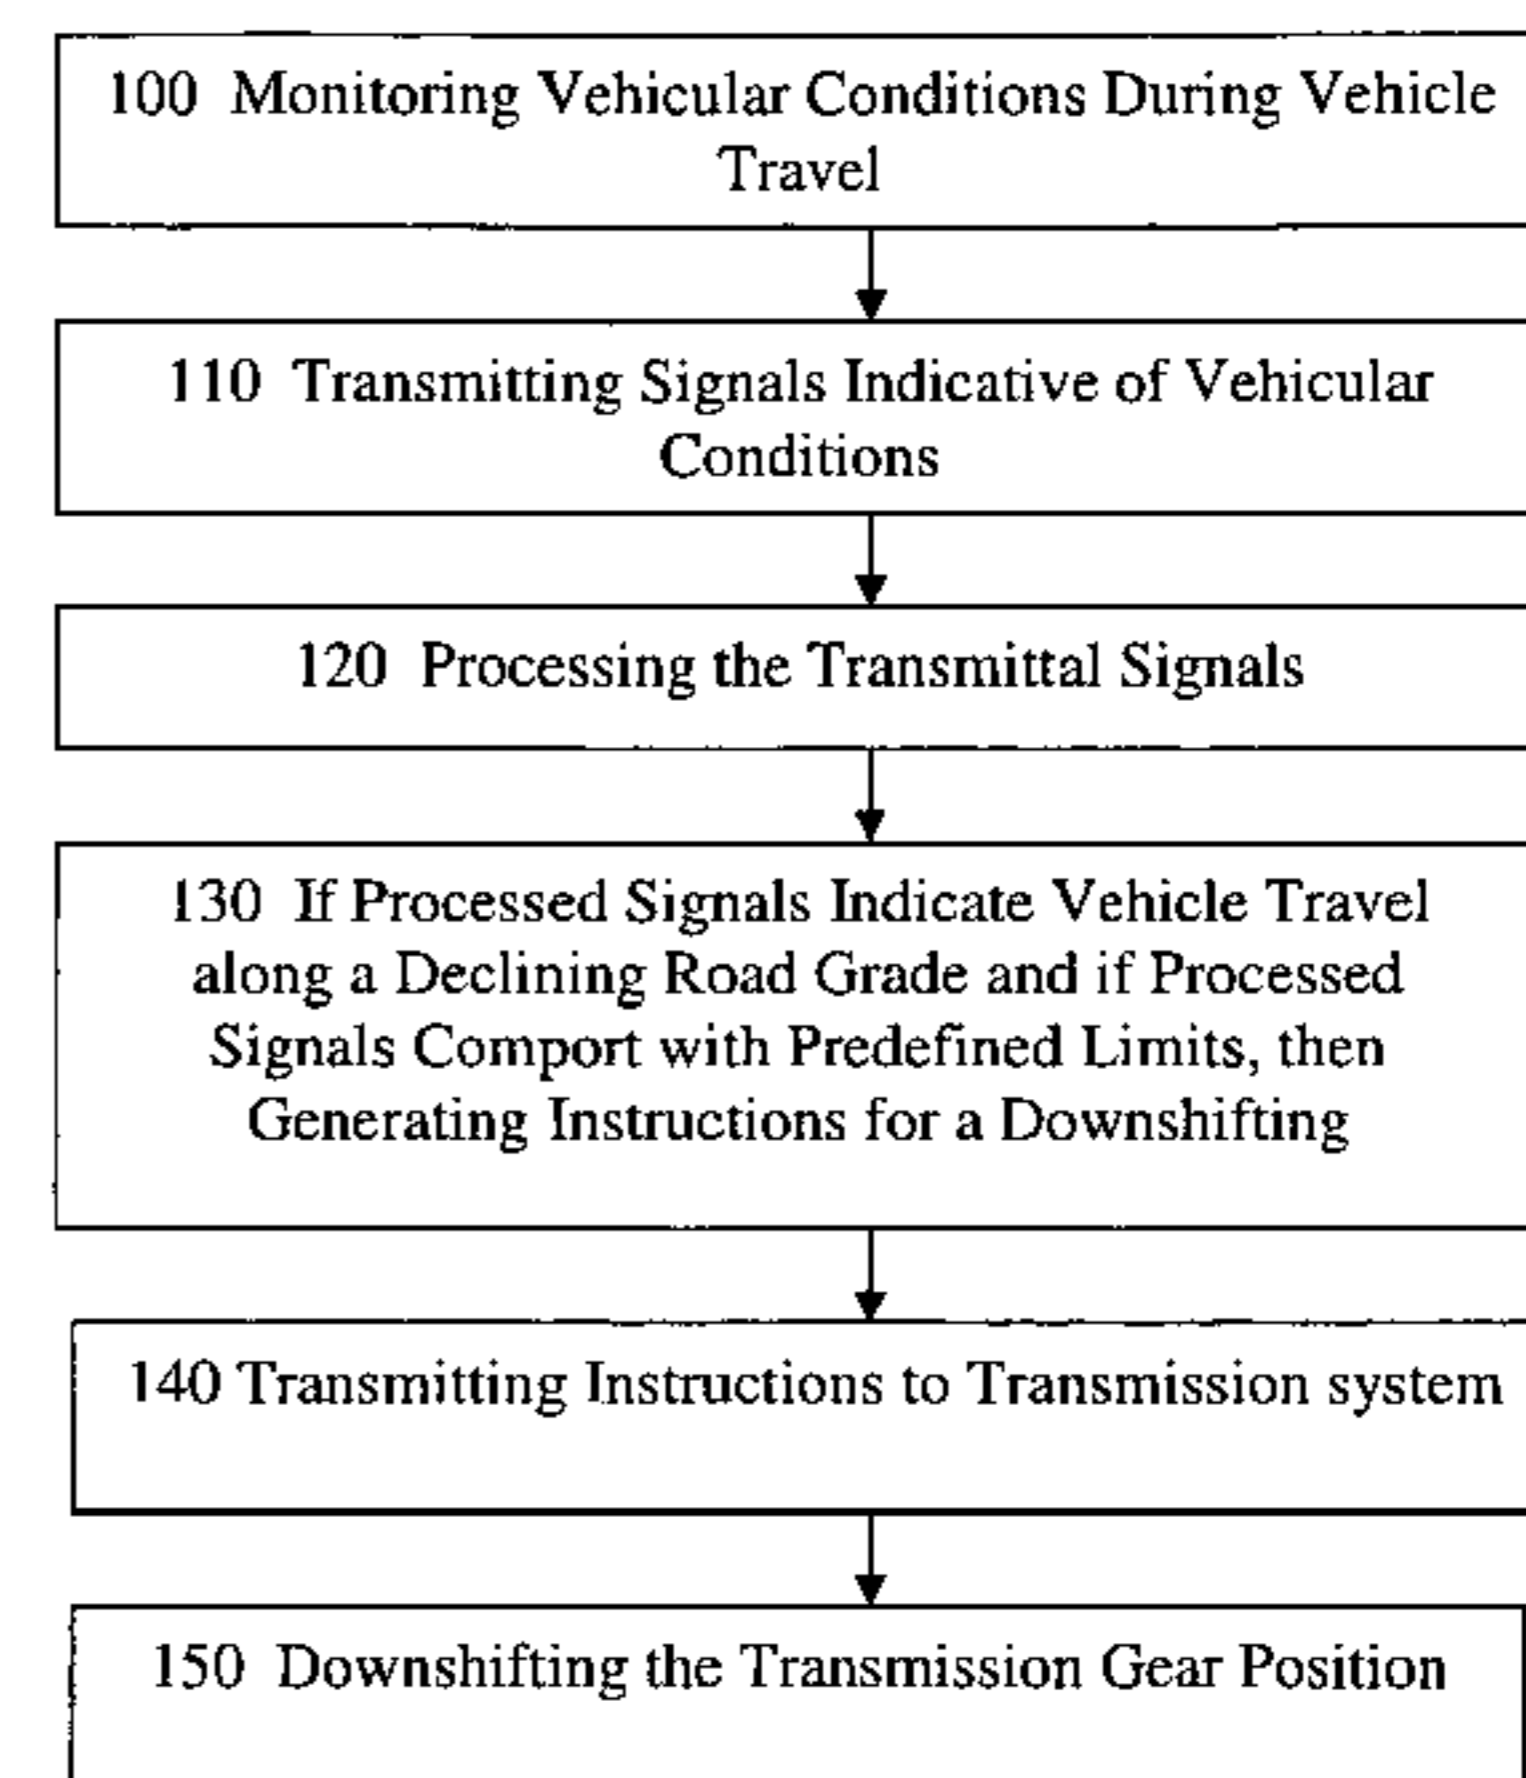 100 Monitoring Vehicular Conditions During Vehicle
Travel
110 Transmitting Signals Indicative of Vehicular
Conditions
120 Processing the Transmittal Signals
130 If Processed Signals Indicate Vehicle Travel
along a Declining Road Grade and if Processed
Signals Comport with Predefined Limits, then
Generating Instructions for a Downshifting
140 Transmitting Instructions to Transmission system
150 Downshifting the Transmission Gear Position